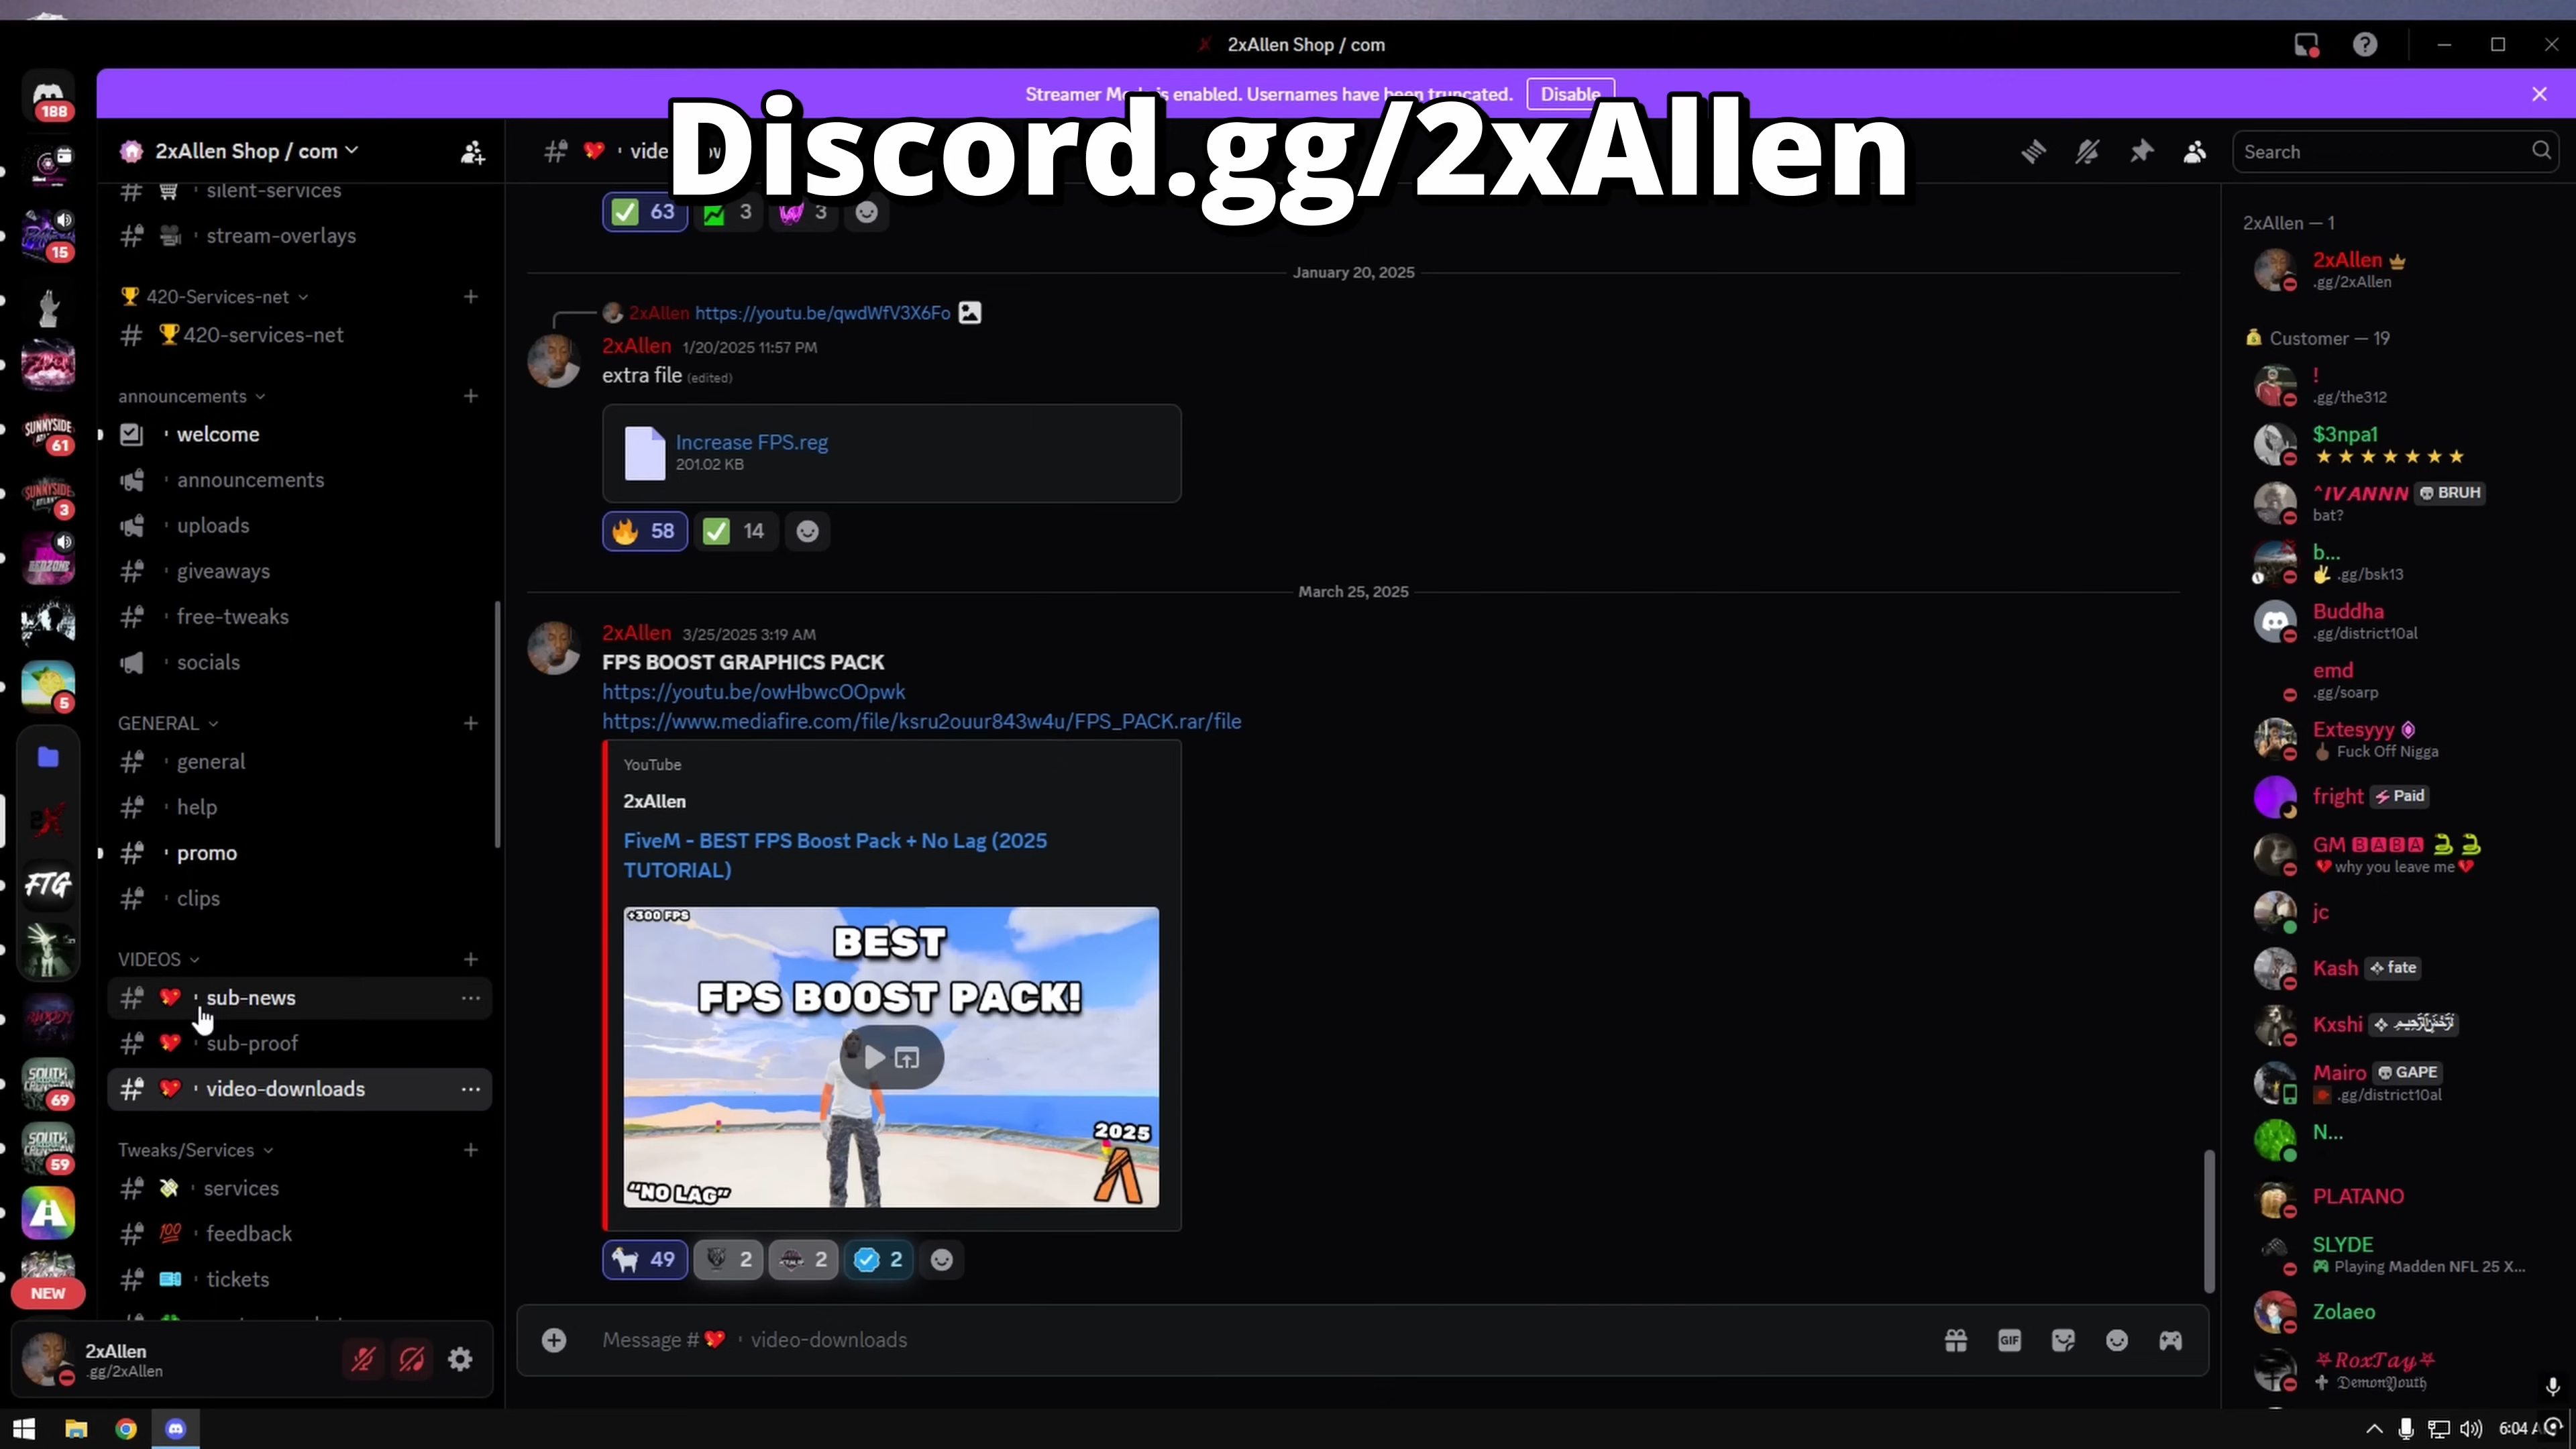 2xAllen Shop / com
Streamer Mode is enabled. Usernames have been truncated. Disable
Discord.gg/2xAllen
188
15
SUNNYSIDE
61
SUNNYSIDE
3
REDZONE
5
FTG
BLOODY
SOUTH
69
SOUTH
59
NEW
2xAllen Shop / com
silent-services
stream-overlays
420-Services-net
420-services-net
announcements
welcome
announcements
uploads
giveaways
free-tweaks
socials
GENERAL
general
help
promo
clips
VIDEOS
sub-news
sub-proof
video-downloads
Tweaks/Services
services
feedback
tickets
2xAllen
.gg/2xAllen
Search
63 3 3
January 20, 2025
2xAllen https://youtu.be/qwdWfV3X6Fo
2xAllen 1/20/2025 11:57 PM
extra file (edited)
Increase FPS.reg
201.02 KB
58 14
March 25, 2025
2xAllen 3/25/2025 3:19 AM
FPS BOOST GRAPHICS PACK
https://youtu.be/owHbwcOOpwk
https://www.mediafire.com/file/ksru2ouur843w4u/FPS_PACK.rar/file
YouTube
2xAllen
FiveM - BEST FPS Boost Pack + No Lag (2025
TUTORIAL)
+300 FPS
BEST
FPS BOOST PACK!
2025
"NO LAG"
49 2 2 2
Message # video-downloads
GIF
2xAllen — 1
2xAllen
.gg/2xAllen
Customer — 19
!
.gg/the312
$3npa1
★ ★ ★ ★ ★ ★ ★
^IVANNN BRUH
bat?
b...
.gg/bsk13
Buddha
.gg/district10al
emd
.gg/soarp
Extesyyy
Fuck Off Nigga
fright Paid
GM BABA
why you leave me
jc
Kash fate
Kxshi
Mairo GAPE
.gg/district10al
N...
PLATANO
SLYDE
Playing Madden NFL 25 X...
Zolaeo
RoxTay
DemonYouth
6:04 A